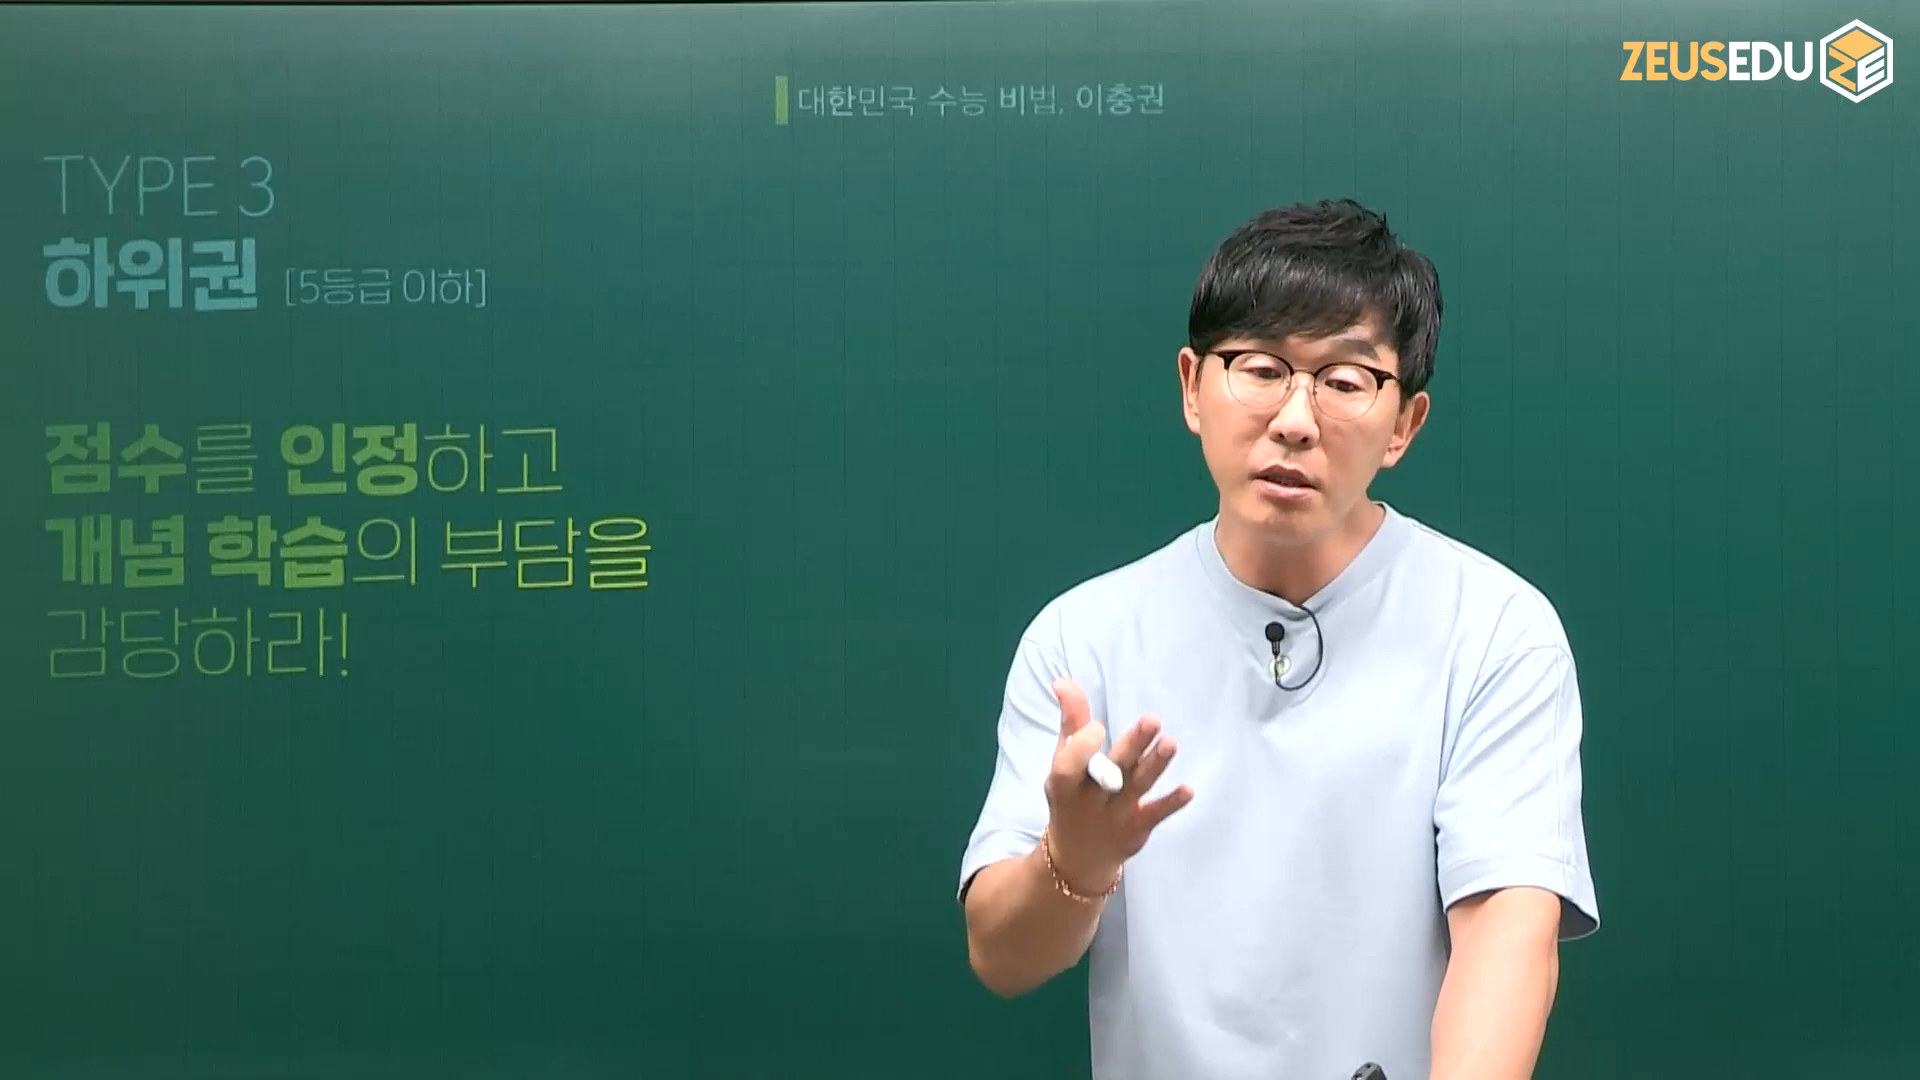 ZEUSEDU
대한민국 수능 비법, 이충권
TYPE 3
하위권 [5등급 이하]
점수를 인정하고
개념 학습의 부담을
감당하라!